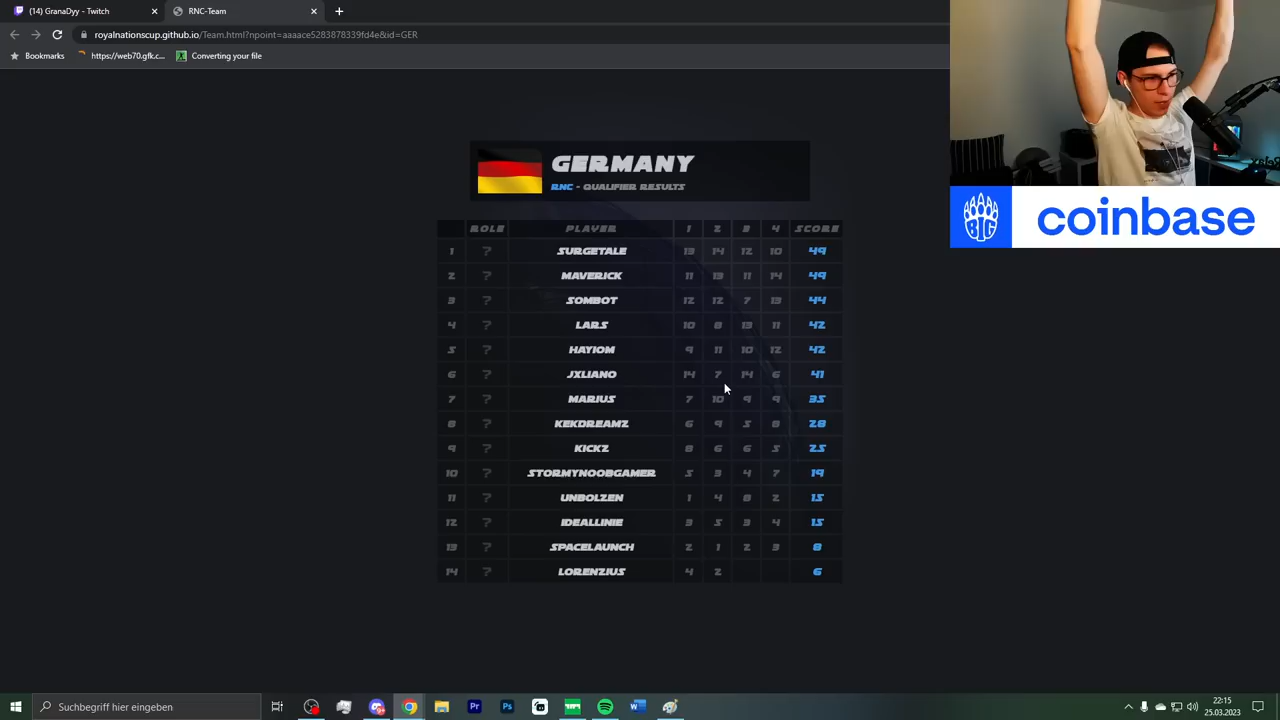 (14) GranaDyy - Twitch
RNC-Team
royalnationscup.github.io/Team.html?npoint=aaaace5283878339fd4e&id=GER
Bookmarks https://web70.gfk.c... Converting your file
coinbase
BIG
GERMANY
RNC - QUALIFIER RESULTS
ROLE PLAYER 1 2 3 4 SCORE
1 ? SURGETALE 13 14 12 10 49
2 ? MAVERICK 11 13 11 14 49
3 ? SOMBOT 12 12 7 13 44
4 ? LARS 10 8 13 11 42
5 ? HAYIOM 9 11 10 12 42
6 ? JXLIANO 14 7 14 6 41
7 ? MARIUS 7 10 9 9 35
8 ? KEKDREAMZ 6 9 5 8 28
9 ? KICKZ 8 6 6 5 25
10 ? STORMYNOOBGAMER 5 3 4 7 19
11 ? UNBOLZEN 1 4 8 2 15
12 ? IDEALLINIE 3 5 3 4 15
13 ? SPACELAUNCH 2 1 2 3 8
14 ? LORENZIUS 4 2 6
Suchbegriff hier eingeben
22:15
25.03.2023